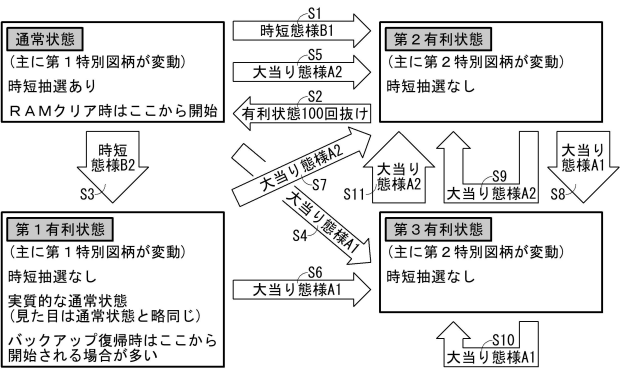 通常状態
(主に第1特別図柄が変動)
時短抽選あり
RAMクリア時はここから開始
S1
時短態様B1
S5
大当り態様A2
S2
有利状態100回抜け
第2有利状態
(主に第2特別図柄が変動)
時短抽選なし
時短
態様B2
S3
大当り態様A2
S7
大当り態様A1
S4
大当り
態様A2
S11
S9
大当り態様A2
大当り
態様A1
S8
第1有利状態
(主に第1特別図柄が変動)
時短抽選なし
実質的な通常状態
(見た目は通常状態と略同じ)
バックアップ復帰時はここから
開始される場合が多い
S6
大当り態様A1
第3有利状態
(主に第2特別図柄が変動)
時短抽選なし
S10
大当り態様A1